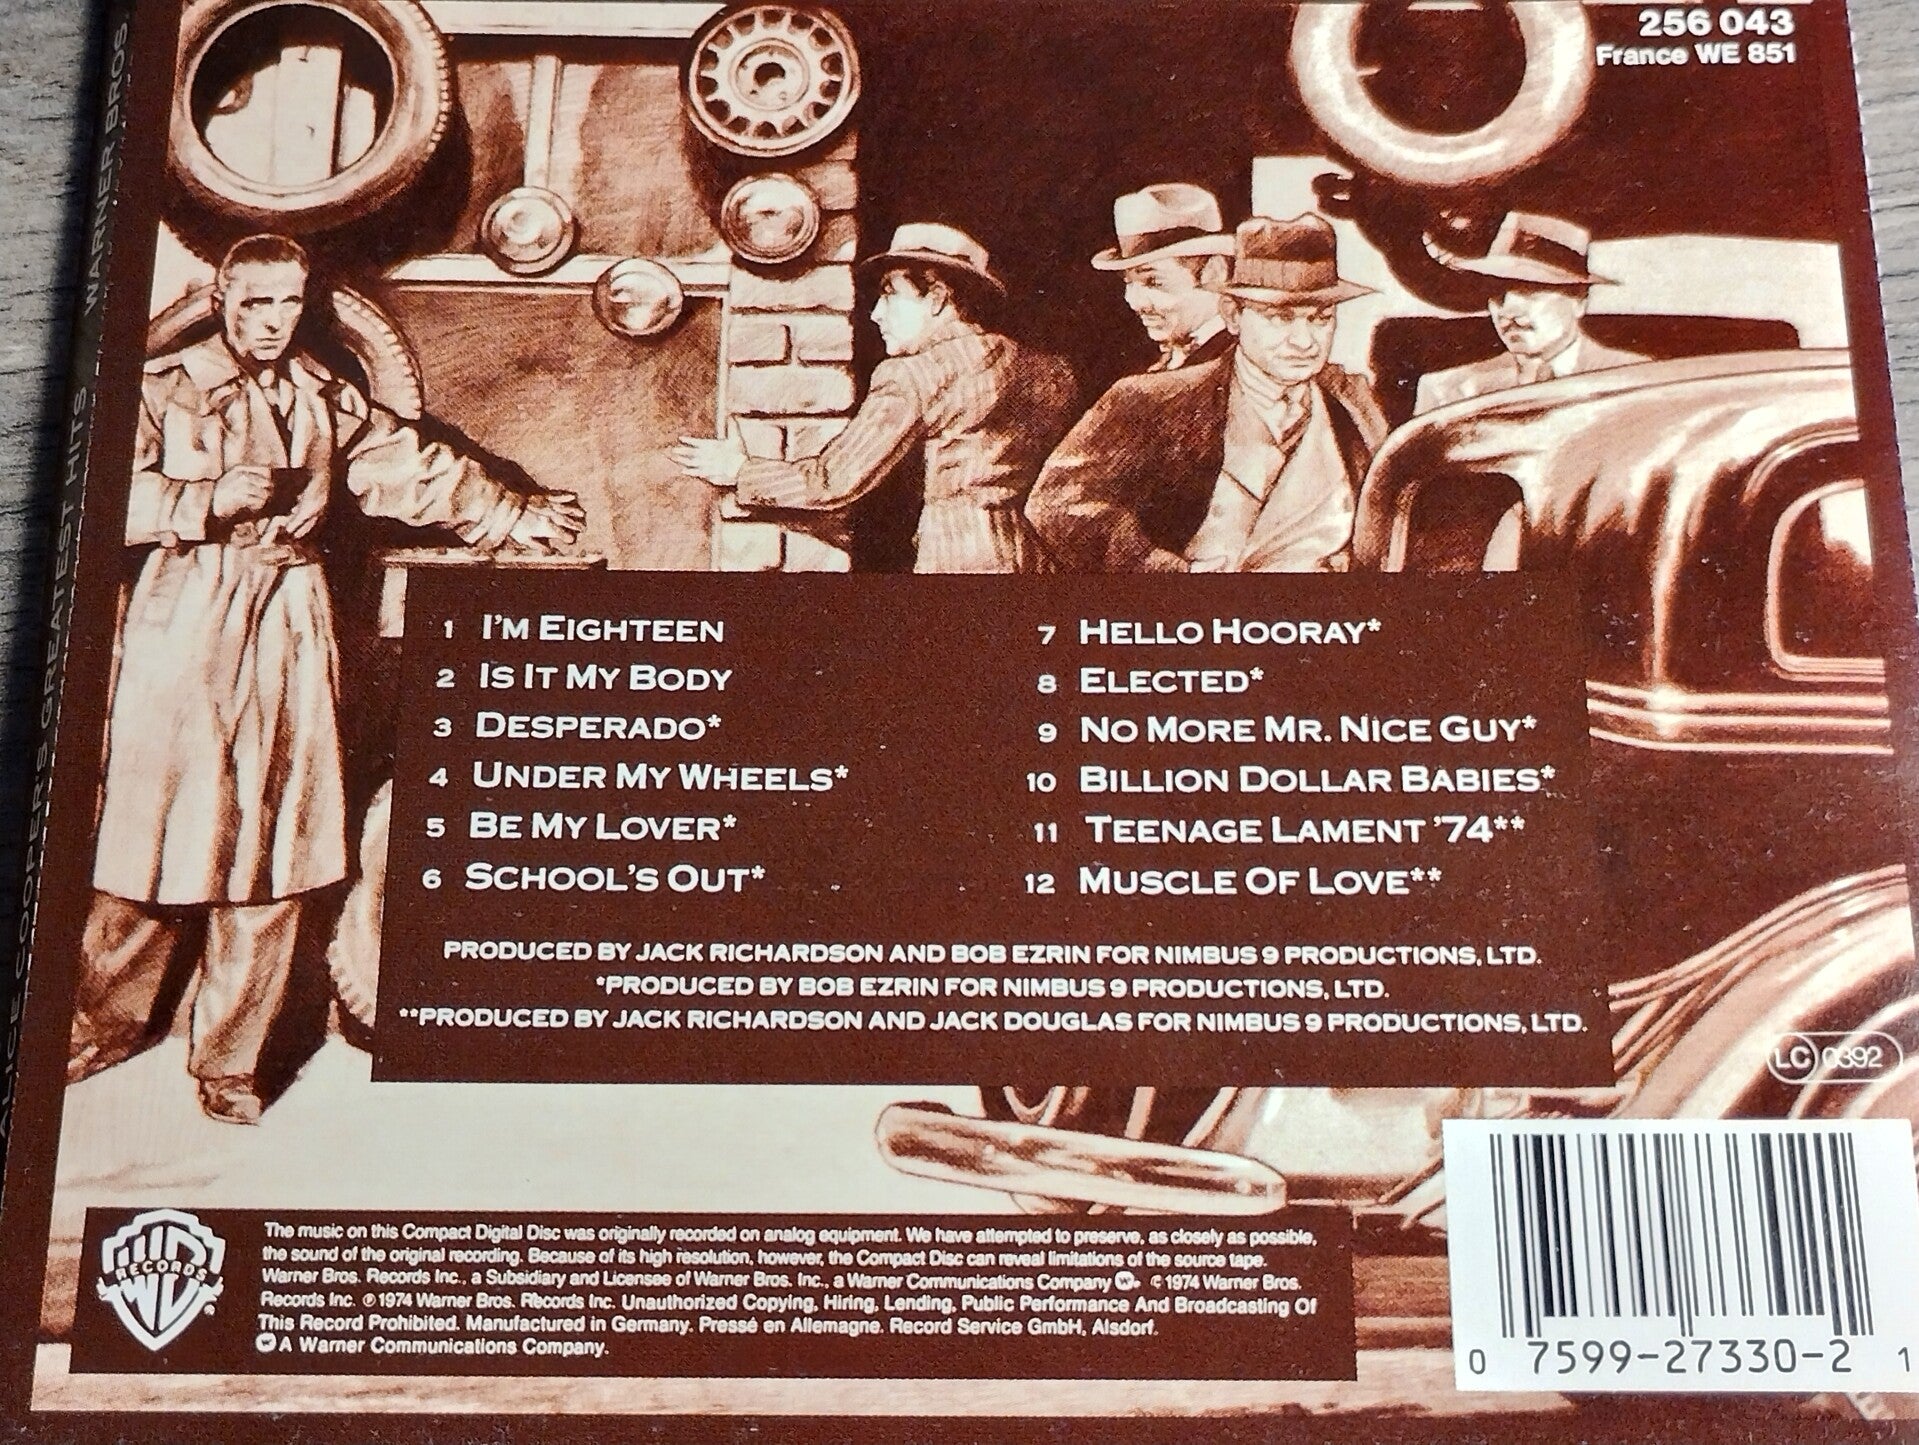 256 043
France WE 851
WARNER BROS.
ALICE COOPER'S GREATEST HITS
1 I'M EIGHTEEN
2 IS IT MY BODY
3 DESPERADO*
4 UNDER MY WHEELS*
5 BE MY LOVER*
6 SCHOOL'S OUT*
7 HELLO HOORAY*
8 ELECTED*
9 NO MORE MR. NICE GUY*
10 BILLION DOLLAR BABIES*
11 TEENAGE LAMENT '74**
12 MUSCLE OF LOVE**
PRODUCED BY JACK RICHARDSON AND BOB EZRIN FOR NIMBUS 9 PRODUCTIONS, LTD.
*PRODUCED BY BOB EZRIN FOR NIMBUS 9 PRODUCTIONS, LTD.
**PRODUCED BY JACK RICHARDSON AND JACK DOUGLAS FOR NIMBUS 9 PRODUCTIONS, LTD.
LC 0392
RECORDS
The music on this Compact Digital Disc was originally recorded on analog equipment. We have attempted to preserve, as closely as possible,
the sound of the original recording. Because of its high resolution, however, the Compact Disc can reveal limitations of the source tape.
Warner Bros. Records Inc., a Subsidiary and Licensee of Warner Bros. Inc., a Warner Communications Company. © 1974 Warner Bros.
Records Inc. ℗ 1974 Warner Bros. Records Inc. Unauthorized Copying, Hiring, Lending, Public Performance And Broadcasting Of
This Record Prohibited. Manufactured in Germany. Pressé en Allemagne. Record Service GmbH, Alsdorf.
A Warner Communications Company.
0 7599-27330-2 1